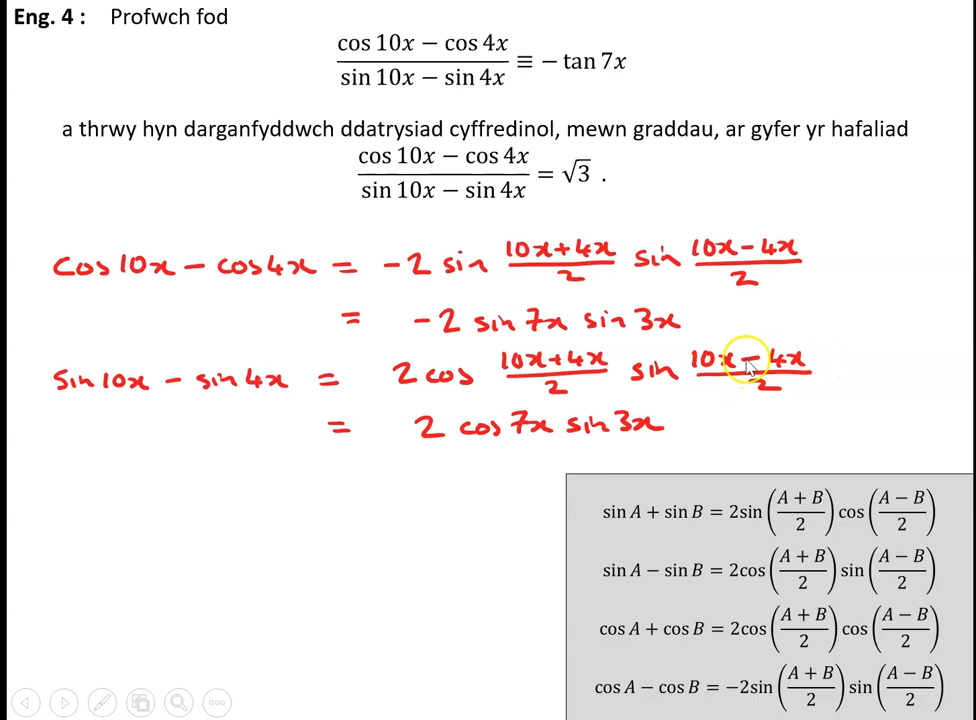 Eng. 4 : Profwch fod
cos 10x − cos 4x / sin 10x − sin 4x ≡ − tan 7x
a thrwy hyn darganfyddwch ddatrysiad cyffredinol, mewn graddau, ar gyfer yr hafaliad
cos 10x − cos 4x / sin 10x − sin 4x = √3 .
cos 10x − cos 4x = −2 sin (10x + 4x)/2 sin (10x − 4x)/2
= −2 sin 7x sin 3x
sin 10x − sin 4x = 2 cos (10x + 4x)/2 sin (10x − 4x)/2
= 2 cos 7x sin 3x
sin A + sin B = 2sin((A + B)/2) cos((A − B)/2)
sin A − sin B = 2cos((A + B)/2) sin((A − B)/2)
cos A + cos B = 2cos((A + B)/2) cos((A − B)/2)
cos A − cos B = −2sin((A + B)/2) sin((A − B)/2)